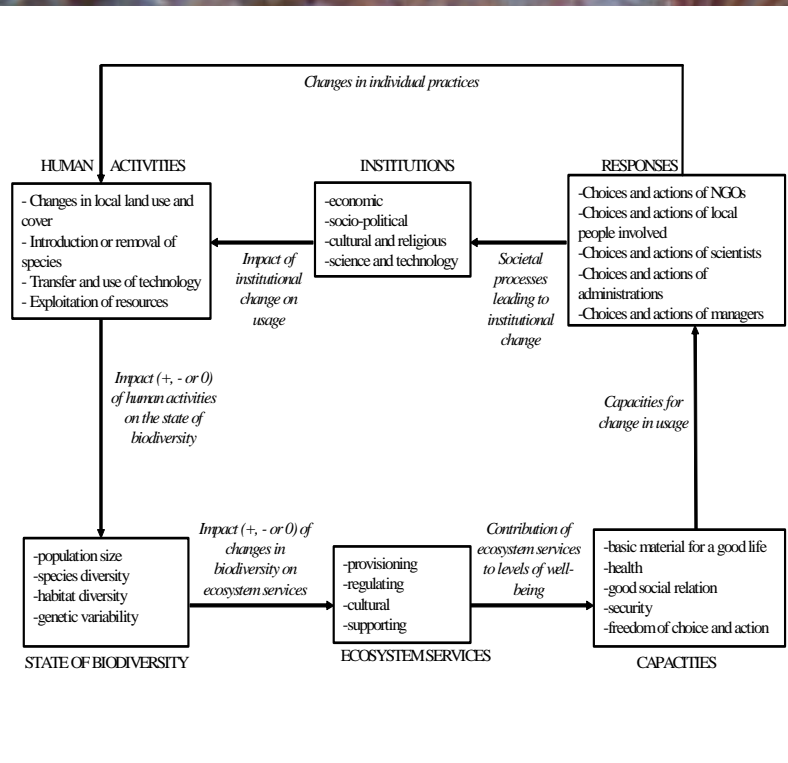 Changes in individual practices
HUMAN ACTIVITIES
- Changes in local land use and
cover
- Introduction or removal of
species
- Transfer and use of technology
- Exploitation of resources
Impact of
institutional
change on
usage
INSTITUTIONS
-economic
-socio-political
-cultural and religious
-science and technology
Societal
processes
leading to
institutional
change
RESPONSES
-Choices and actions of NGOs
-Choices and actions of local
people involved
-Choices and actions of scientists
-Choices and actions of
administrations
-Choices and actions of managers
Impact (+, - or 0)
of human activities
on the state of
biodiversity
Capacities for
change in usage
-population size
-species diversity
-habitat diversity
-genetic variability
STATE OF BIODIVERSITY
Impact (+, - or 0) of
changes in
biodiversity on
ecosystem services
-provisioning
-regulating
-cultural
-supporting
ECOSYSTEM SERVICES
Contribution of
ecosystem services
to levels of well-
being
-basic material for a good life
-health
-good social relation
-security
-freedom of choice and action
CAPACITIES